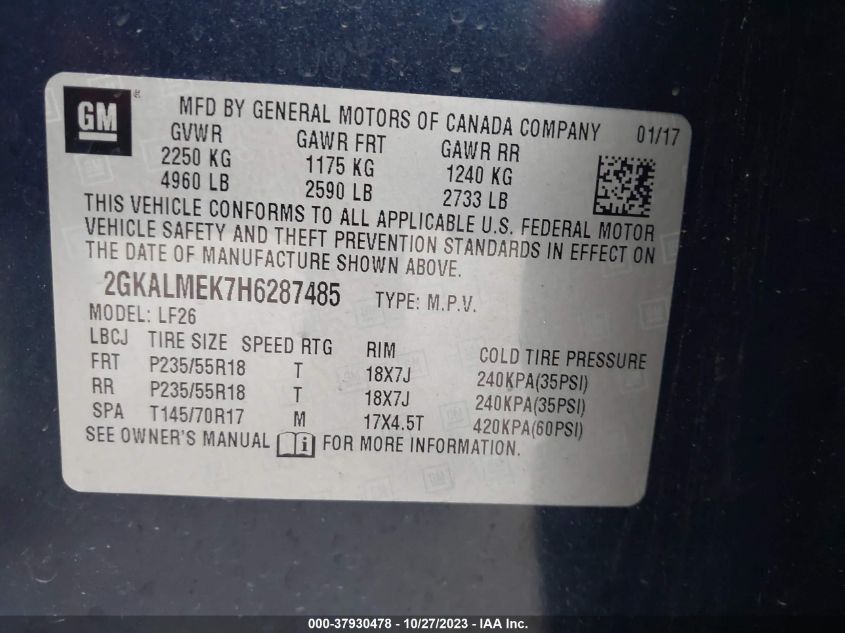 GM
MFD BY GENERAL MOTORS OF CANADA COMPANY 01/17
GVWR GAWR FRT GAWR RR
2250 KG 1175 KG 1240 KG
4960 LB 2590 LB 2733 LB
THIS VEHICLE CONFORMS TO ALL APPLICABLE U.S. FEDERAL MOTOR
VEHICLE SAFETY AND THEFT PREVENTION STANDARDS IN EFFECT ON
THE DATE OF MANUFACTURE SHOWN ABOVE.
2GKALMEK7H6287485 TYPE: M.P.V.
MODEL: LF26
LBCJ TIRE SIZE SPEED RTG RIM COLD TIRE PRESSURE
FRT P235/55R18 T 18X7J 240KPA(35PSI)
RR P235/55R18 T 18X7J 240KPA(35PSI)
SPA T145/70R17 M 17X4.5T 420KPA(60PSI)
SEE OWNER'S MANUAL i FOR MORE INFORMATION.
000-37930478 - 10/27/2023 - IAA Inc.